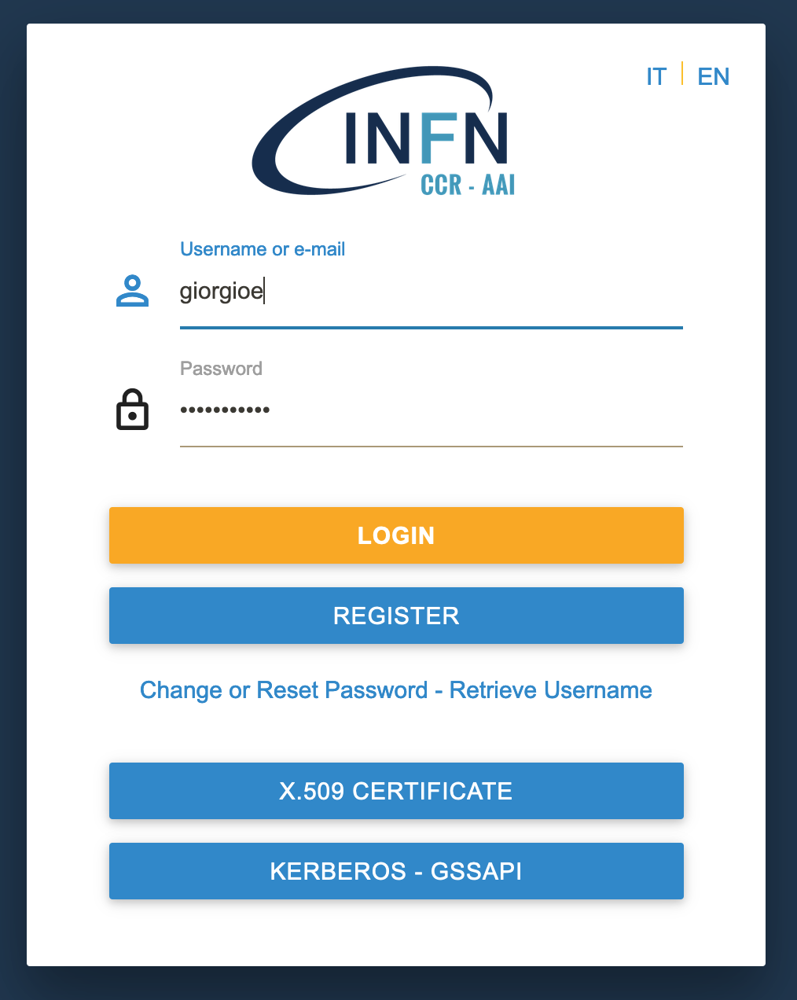 IT | EN
INFN
CCR - AAI
Username or e-mail
giorgioe
Password
•••••••••••
LOGIN
REGISTER
Change or Reset Password - Retrieve Username
X.509 CERTIFICATE
KERBEROS - GSSAPI